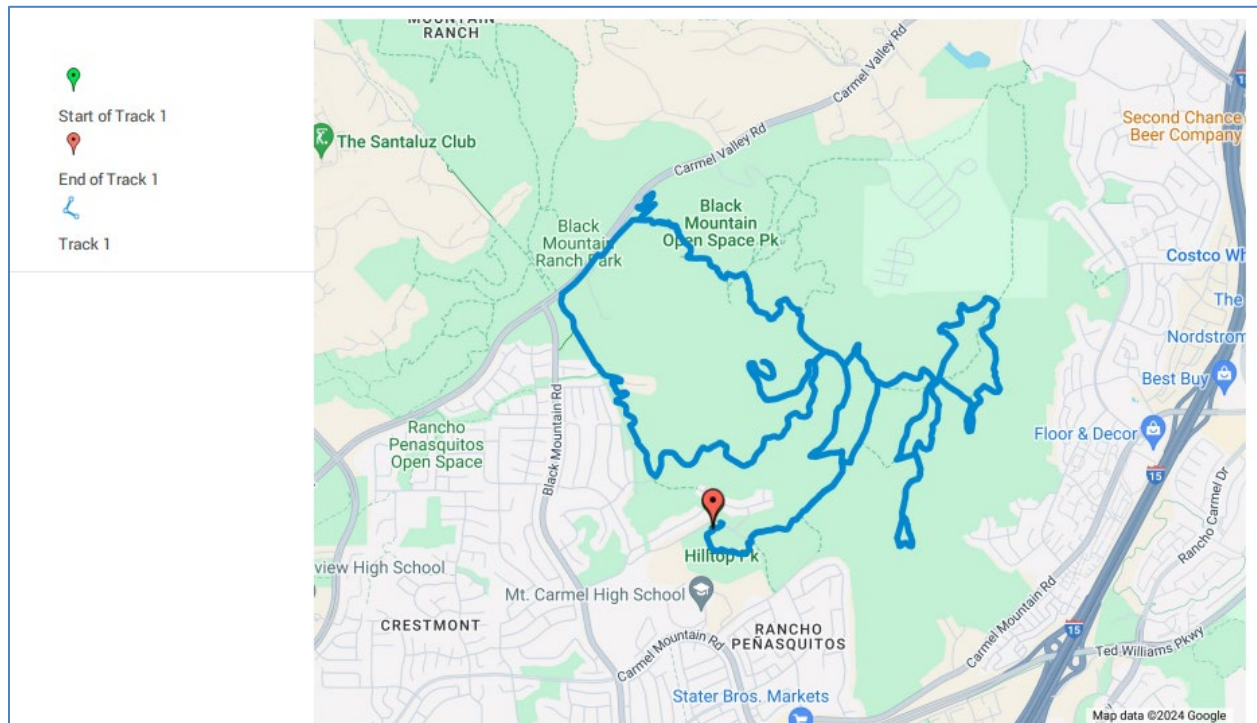 Start of Track 1
End of Track 1
Track 1
MOUNTAIN
RANCH
Carmel Valley Rd
Second Chance
Beer Company
15
The Santaluz Club
Carmel Valley Rd
Black
Mountain
Open Space Pk
Black
Mountain
Ranch Park
Costco Wh
The
Nordstrom
Best Buy
Rancho
Penasquitos
Open Space
Black Mountain Rd
Floor & Decor
15
Rancho Carmel Dr
Hilltop Pk
view High School
Mt. Carmel High School
CRESTMONT
Carmel Mountain Rd
RANCHO
PEÑASQUITOS
Carmel Mountain Rd
15
Ted Williams Pkwy
Stater Bros. Markets
Map data ©2024 Google